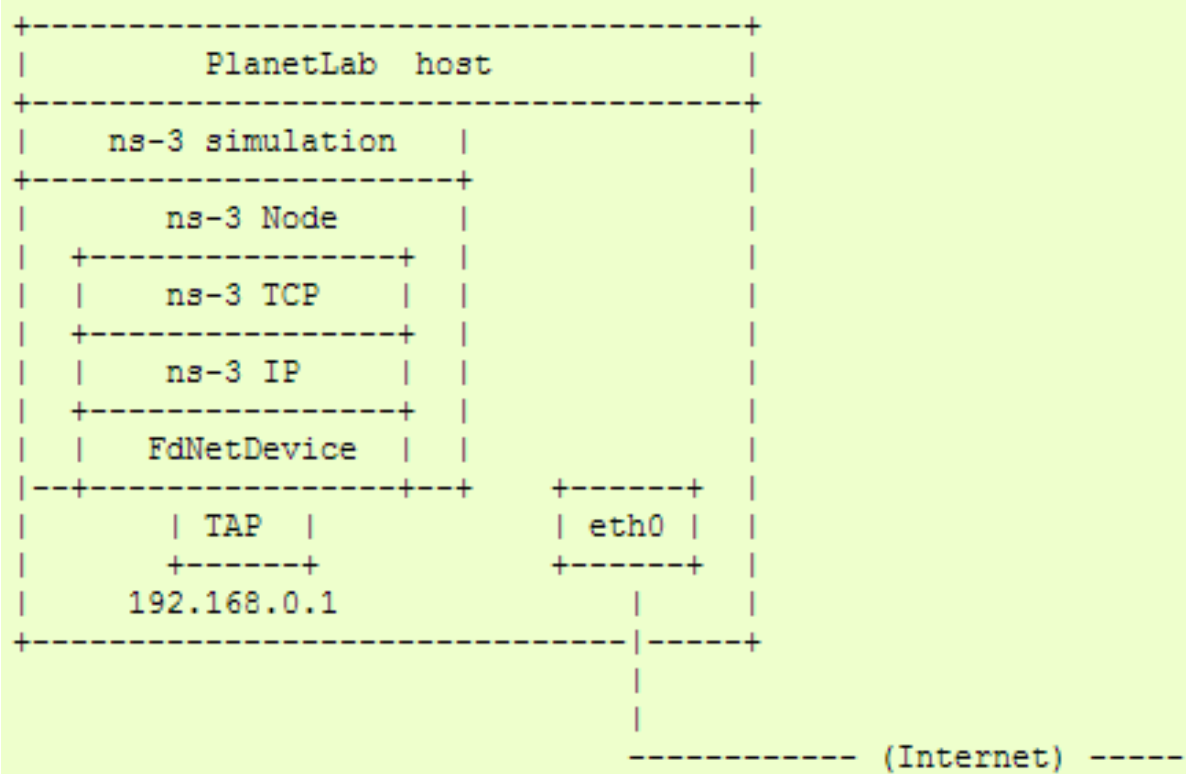 PlanetLab host
ns-3 simulation
ns-3 Node
ns-3 TCP
ns-3 IP
FdNetDevice
TAP eth0
192.168.0.1
(Internet)